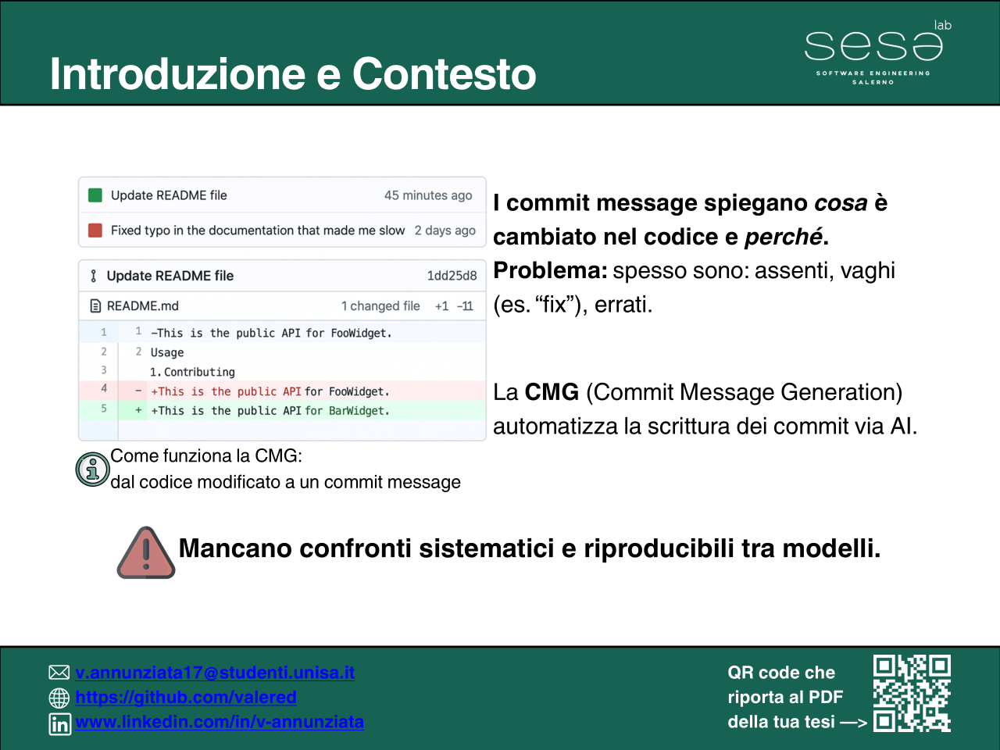 Introduzione e Contesto
lab
sesə
SOFTWARE ENGINEERING
SALERNO
Update README file 45 minutes ago
Fixed typo in the documentation that made me slow 2 days ago
Update README file 1dd25d8
README.md 1 changed file +1 −11
1 1 −This is the public API for FooWidget.
2 2 Usage
3 1. Contributing
4 − +This is the public API for FooWidget.
5 + +This is the public API for BarWidget.
Come funziona la CMG:
dal codice modificato a un commit message
I commit message spiegano cosa è
cambiato nel codice e perché.
Problema: spesso sono: assenti, vaghi
(es. “fix”), errati.
La CMG (Commit Message Generation)
automatizza la scrittura dei commit via AI.
Mancano confronti sistematici e riproducibili tra modelli.
v.annunziata17@studenti.unisa.it
https://github.com/valered
www.linkedin.com/in/v-annunziata
QR code che
riporta al PDF
della tua tesi —>